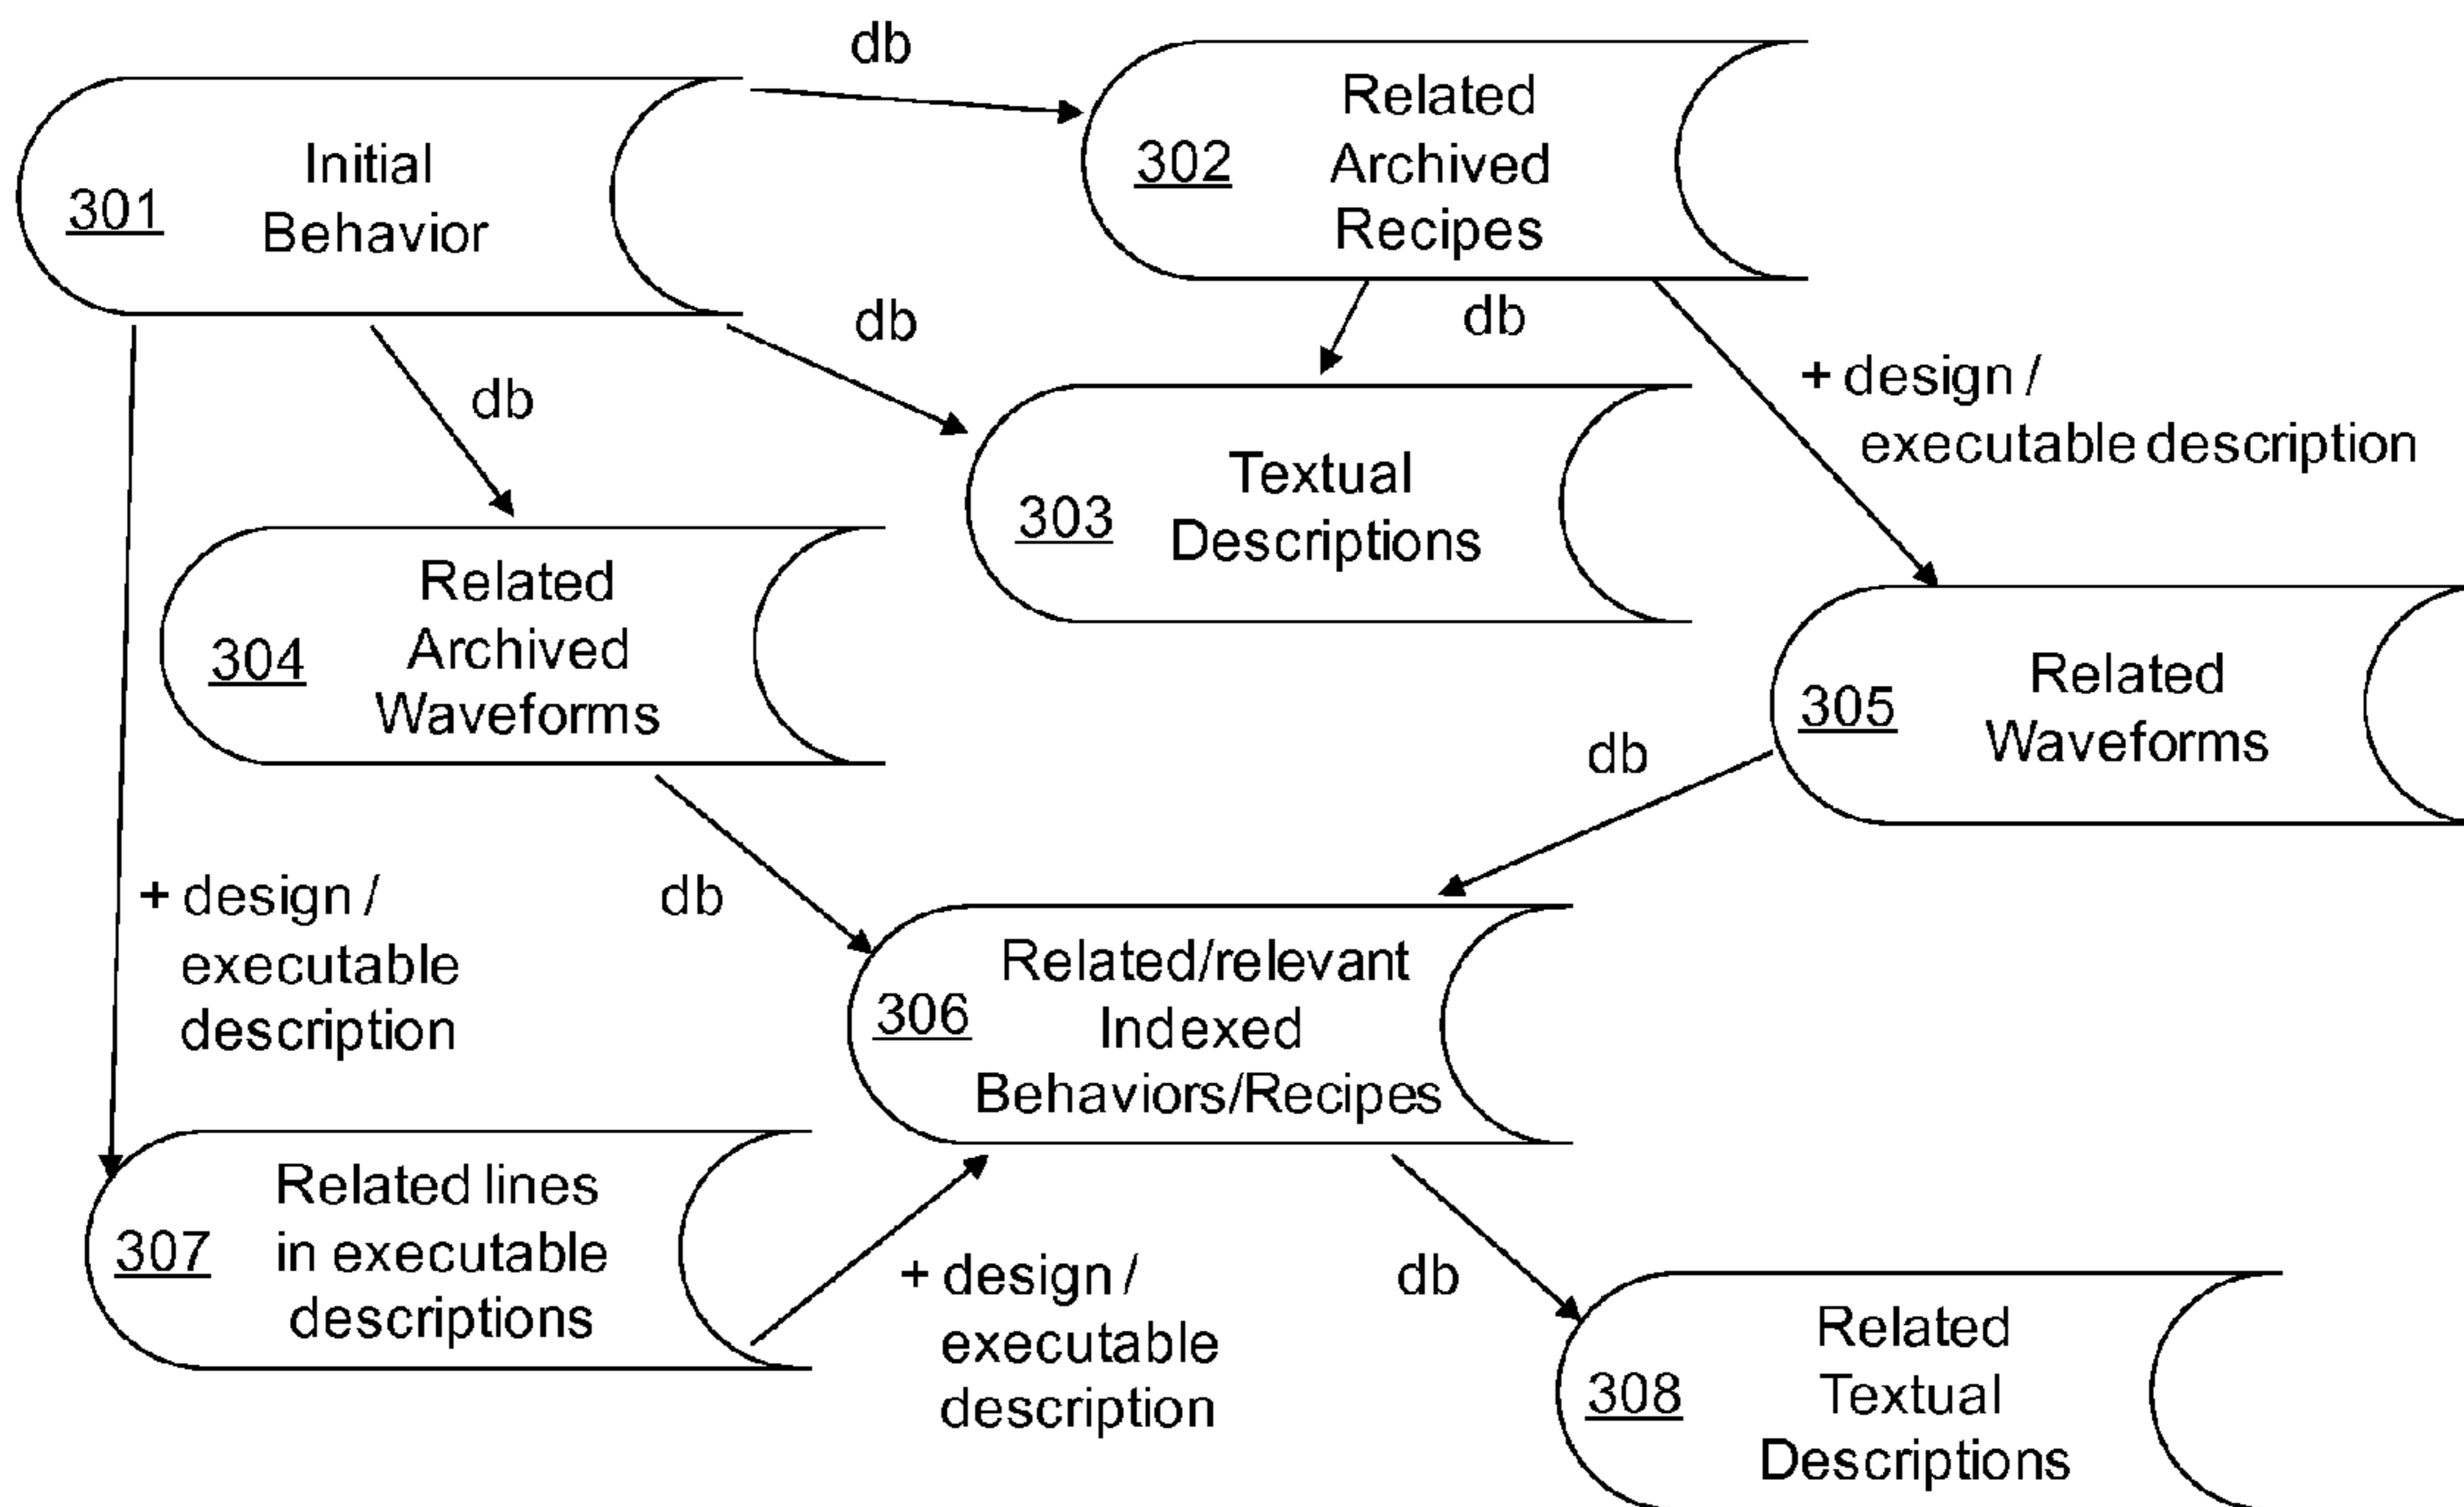 db
Initial
Behavior
301
Related
Archived
Recipes
302
db
db
db
+ design /
executable description
Textual
Descriptions
303
Related
Archived
Waveforms
304
Related
Waveforms
305
db
+ design /
executable
description
db
Related/relevant
Indexed
Behaviors/Recipes
306
Related lines
in executable
descriptions
307
+ design /
executable
description
db
Related
Textual
Descriptions
308